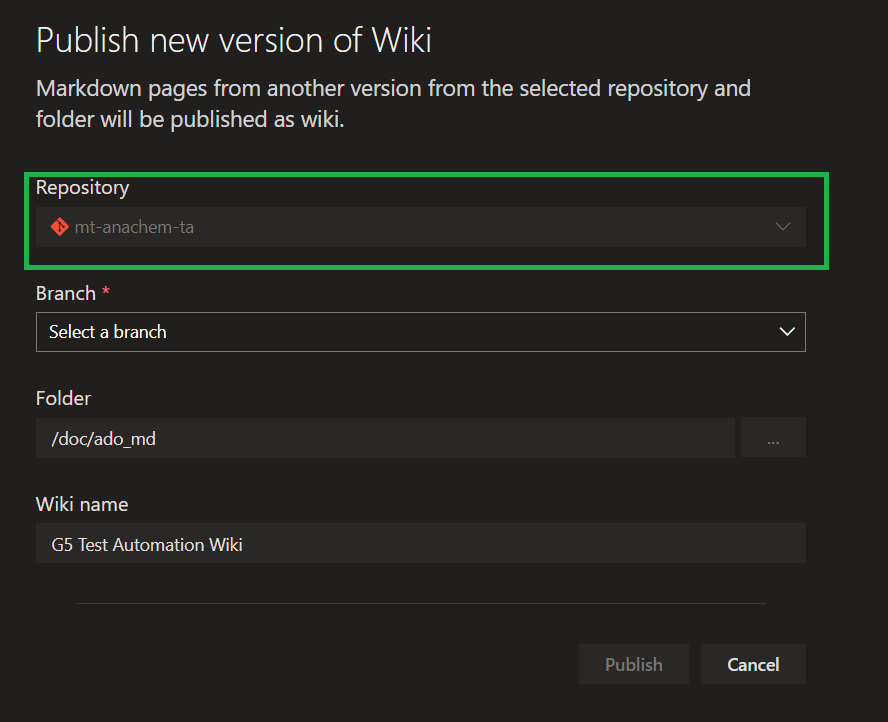 Publish new version of Wiki
Markdown pages from another version from the selected repository and
folder will be published as wiki.
Repository
mt-anachem-ta
Branch *
Select a branch
Folder
/doc/ado_md
...
Wiki name
G5 Test Automation Wiki
Publish
Cancel